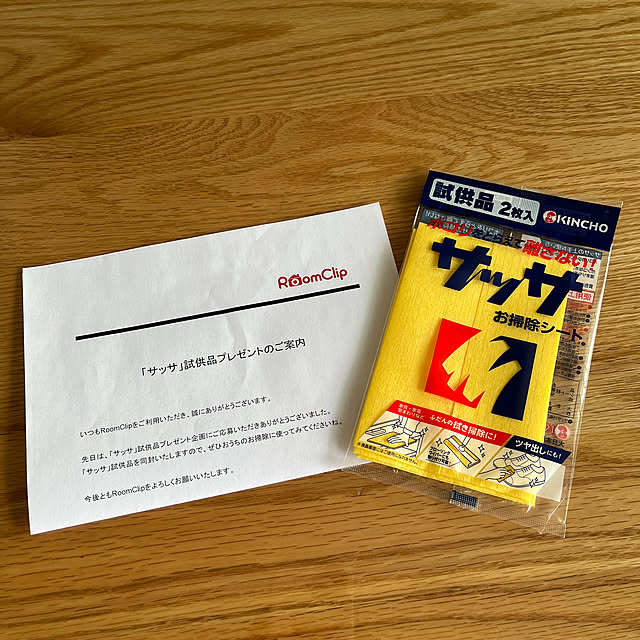 RoomClip
「サッサ」試供品プレゼントのご案内
いつもRoomClipをご利用いただき、誠にありがとうございます。
先日は、「サッサ」試供品プレゼント企画にご応募いただきありがとうございました。
「サッサ」試供品を同封いたしますので、ぜひおうちのお掃除に使ってみてくださいね。
今後ともRoomClipをよろしくお願いいたします。
試供品 2枚入
KINCHO
離さない!
サッサ
お掃除シート
ふだんの拭き掃除に!
ツヤ出しにも!